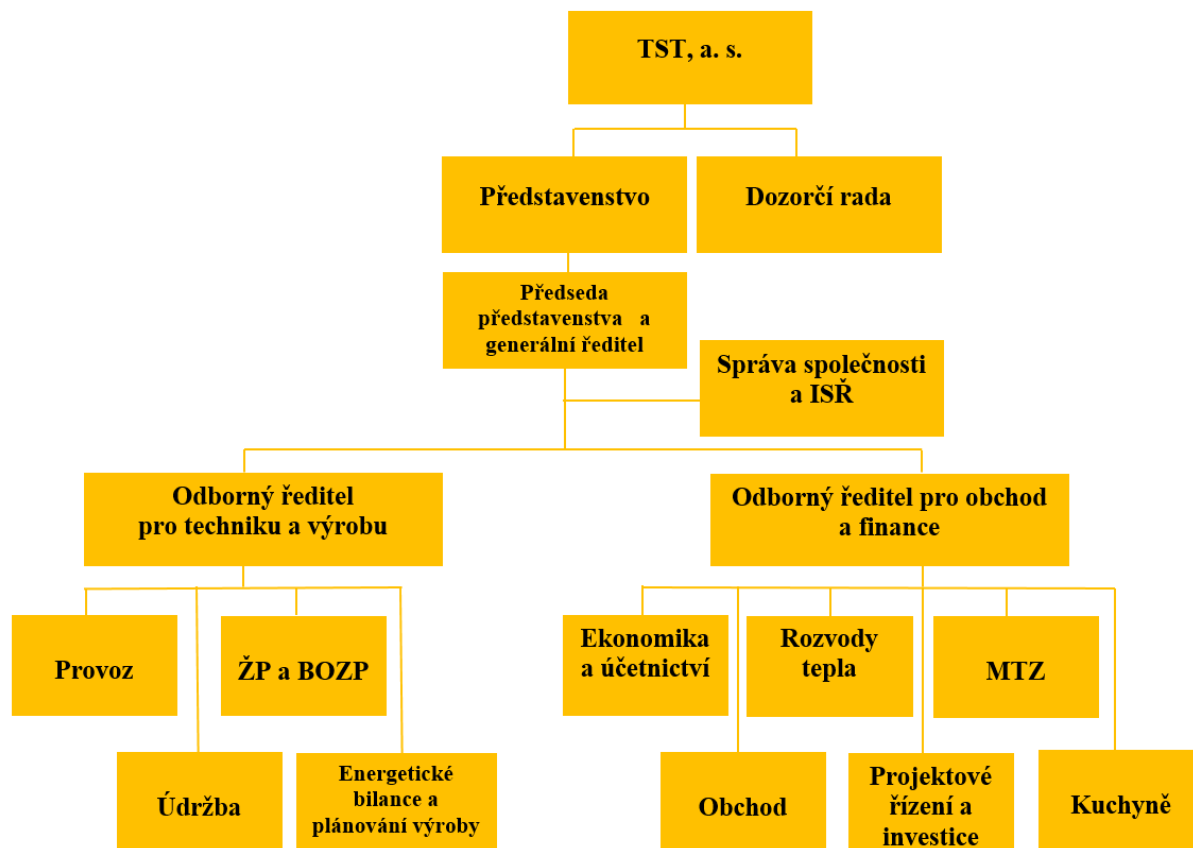 TST, a. s.
Představenstvo
Dozorčí rada
Předseda
představenstva a
generální ředitel
Správa společnosti
a ISŘ
Odborný ředitel
pro techniku a výrobu
Odborný ředitel pro obchod
a finance
Provoz
ŽP a BOZP
Ekonomika
a účetnictví
Rozvody
tepla
MTZ
Údržba
Energetické
bilance a
plánování výroby
Obchod
Projektové
řízení a
investice
Kuchyně